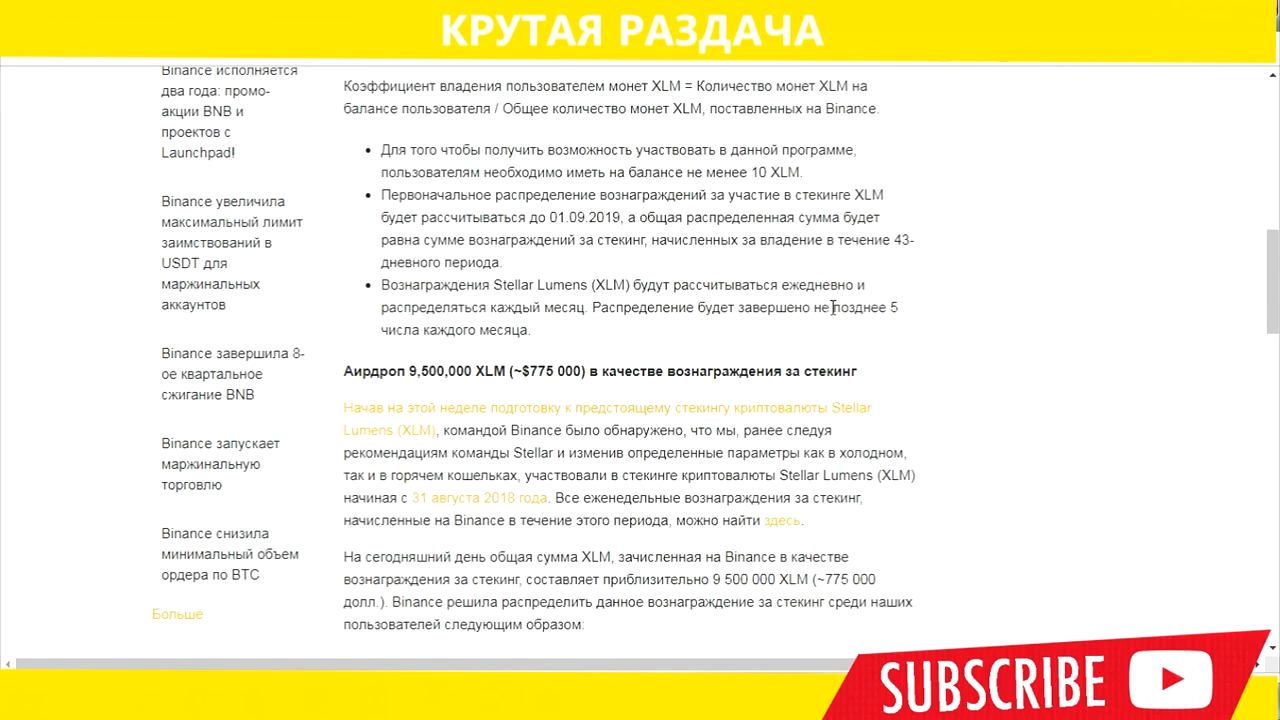 КРУТАЯ РАЗДАЧА
Binance исполняется
два года: промо-
акции BNB и
проектов с
Launchpad!
Binance увеличила
максимальный лимит
заимствований в
USDT для
маржинальных
аккаунтов
Binance завершила 8-
ое квартальное
сжигание BNB
Binance запускает
маржинальную
торговлю
Binance снизила
минимальный объем
ордера по BTC
Больше
Коэффициент владения пользователем монет XLM = Количество монет XLM на
балансе пользователя / Общее количество монет XLM, поставленных на Binance.
• Для того чтобы получить возможность участвовать в данной программе,
пользователям необходимо иметь на балансе не менее 10 XLM.
• Первоначальное распределение вознаграждений за участие в стекинге XLM
будет рассчитываться до 01.09.2019, а общая распределенная сумма будет
равна сумме вознаграждений за стекинг, начисленных за владение в течение 43-
дневного периода.
• Вознаграждения Stellar Lumens (XLM) будут рассчитываться ежедневно и
распределяться каждый месяц. Распределение будет завершено не позднее 5
числа каждого месяца.
Аирдроп 9,500,000 XLM (~$775 000) в качестве вознаграждения за стекинг
Начав на этой неделе подготовку к предстоящему стекингу криптовалюты Stellar
Lumens (XLM), командой Binance было обнаружено, что мы, ранее следуя
рекомендациям команды Stellar и изменив определенные параметры как в холодном,
так и в горячем кошельках, участвовали в стекинге криптовалюты Stellar Lumens (XLM)
начиная с 31 августа 2018 года. Все еженедельные вознаграждения за стекинг,
начисленные на Binance в течение этого периода, можно найти здесь.
На сегодняшний день общая сумма XLM, зачисленная на Binance в качестве
вознаграждения за стекинг, составляет приблизительно 9 500 000 XLM (~775 000
долл.). Binance решила распределить данное вознаграждение за стекинг среди наших
пользователей следующим образом:
SUBSCRIBE